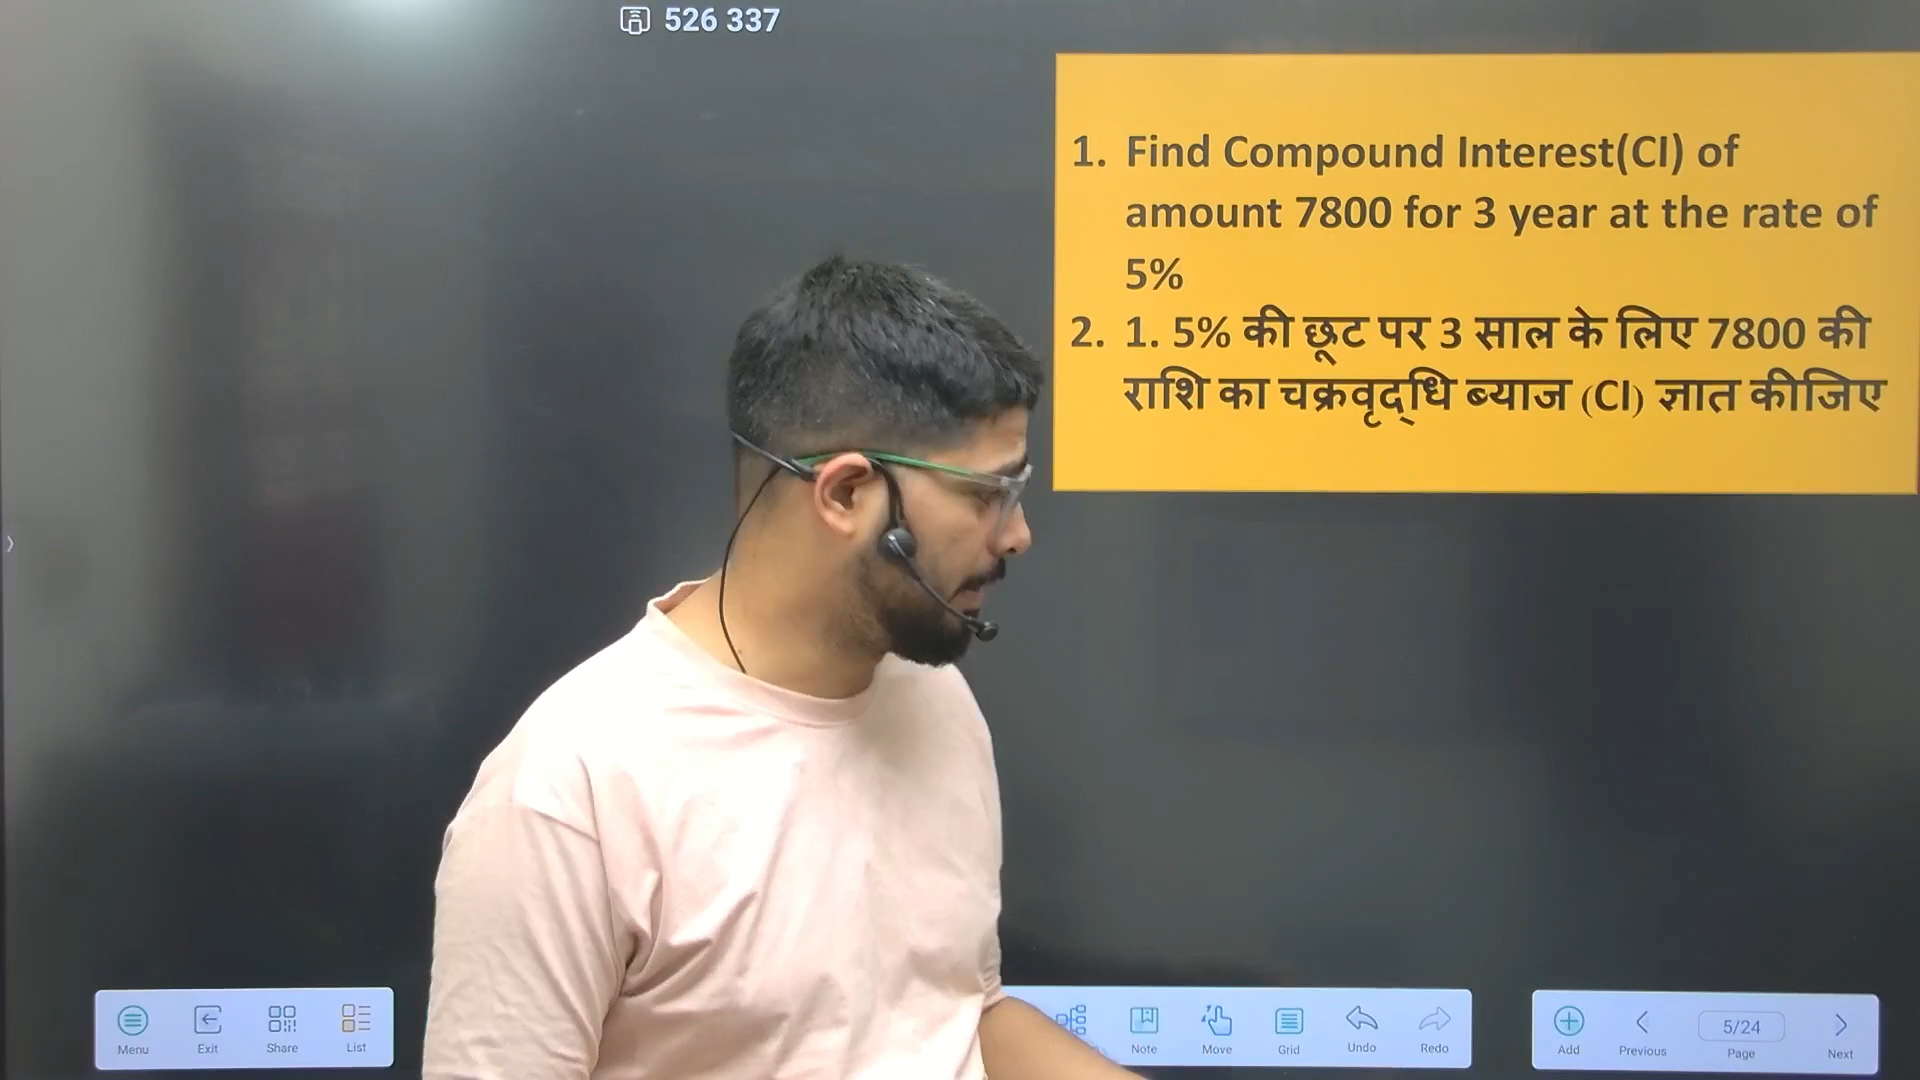 526 337
1. Find Compound Interest(CI) of
amount 7800 for 3 year at the rate of
5%
2. 1. 5% की छूट पर 3 साल के लिए 7800 की
राशि का चक्रवृद्धि ब्याज (CI) ज्ञात कीजिए
Menu Exit Share List Note Move Grid Undo Redo Add Previous 5/24 Page Next